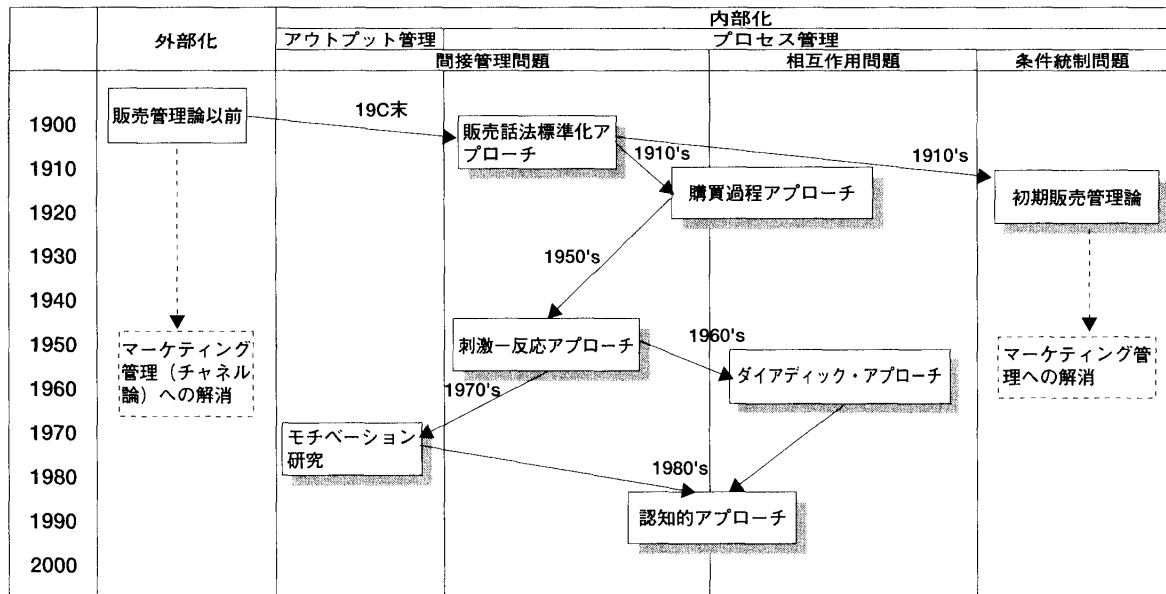 内部化
外部化
アウトプット管理
プロセス管理
間接管理問題
相互作用問題
条件統制問題
1900
1910
1920
1930
1940
1950
1960
1970
1980
1990
2000
販売管理論以前
19C末
販売話法標準化ア
プローチ
1910's
1910's
購買過程アプローチ
初期販売管理論
1950's
マーケティング
管理（チャネル
論）への解消
刺激ー反応アプローチ
1960's
ダイアディック・アプローチ
マーケティング管
理への解消
1970's
モチベーション
研究
1980's
認知的アプローチ